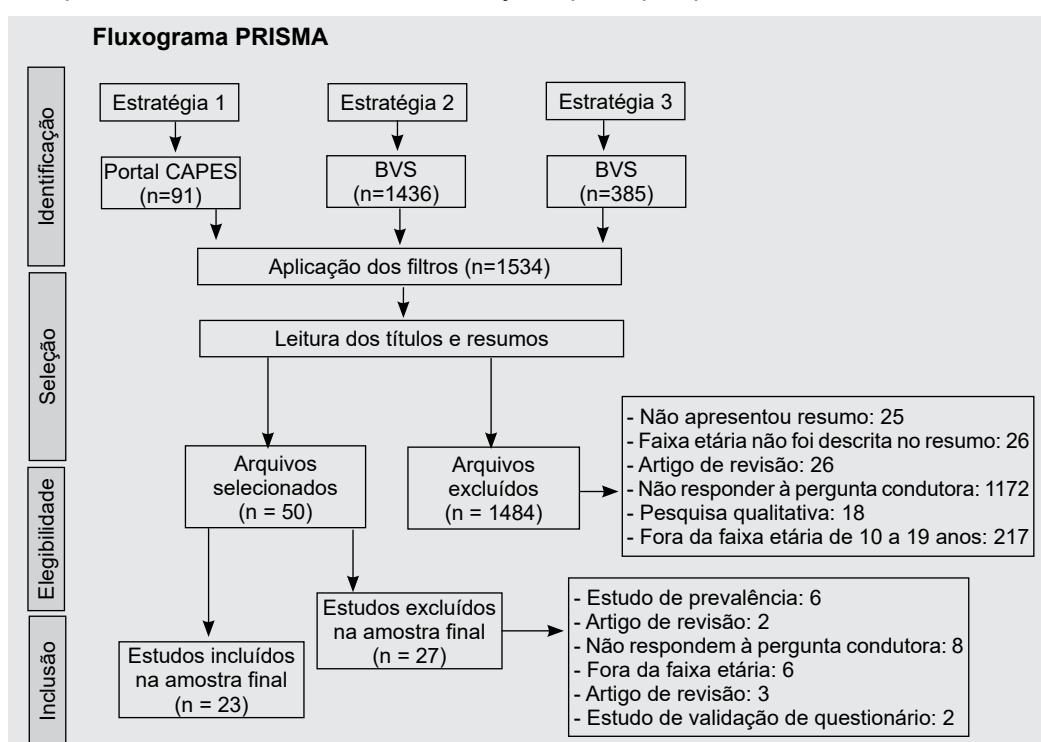 Fluxograma PRISMA
Identificação
Estratégia 1
Estratégia 2
Estratégia 3
Portal CAPES
(n=91)
BVS
(n=1436)
BVS
(n=385)
Aplicação dos filtros (n=1534)
Seleção
Leitura dos títulos e resumos
Arquivos
selecionados
(n = 50)
Arquivos
excluídos
(n = 1484)
- Não apresentou resumo: 25
- Faixa etária não foi descrita no resumo: 26
- Artigo de revisão: 26
- Não responder à pergunta condutora: 1172
- Pesquisa qualitativa: 18
- Fora da faixa etária de 10 a 19 anos: 217
Elegibilidade
Estudos excluídos
na amostra final
(n = 27)
- Estudo de prevalência: 6
- Artigo de revisão: 2
- Não respondem à pergunta condutora: 8
- Fora da faixa etária: 6
- Artigo de revisão: 3
- Estudo de validação de questionário: 2
Inclusão
Estudos incluídos
na amostra final
(n = 23)